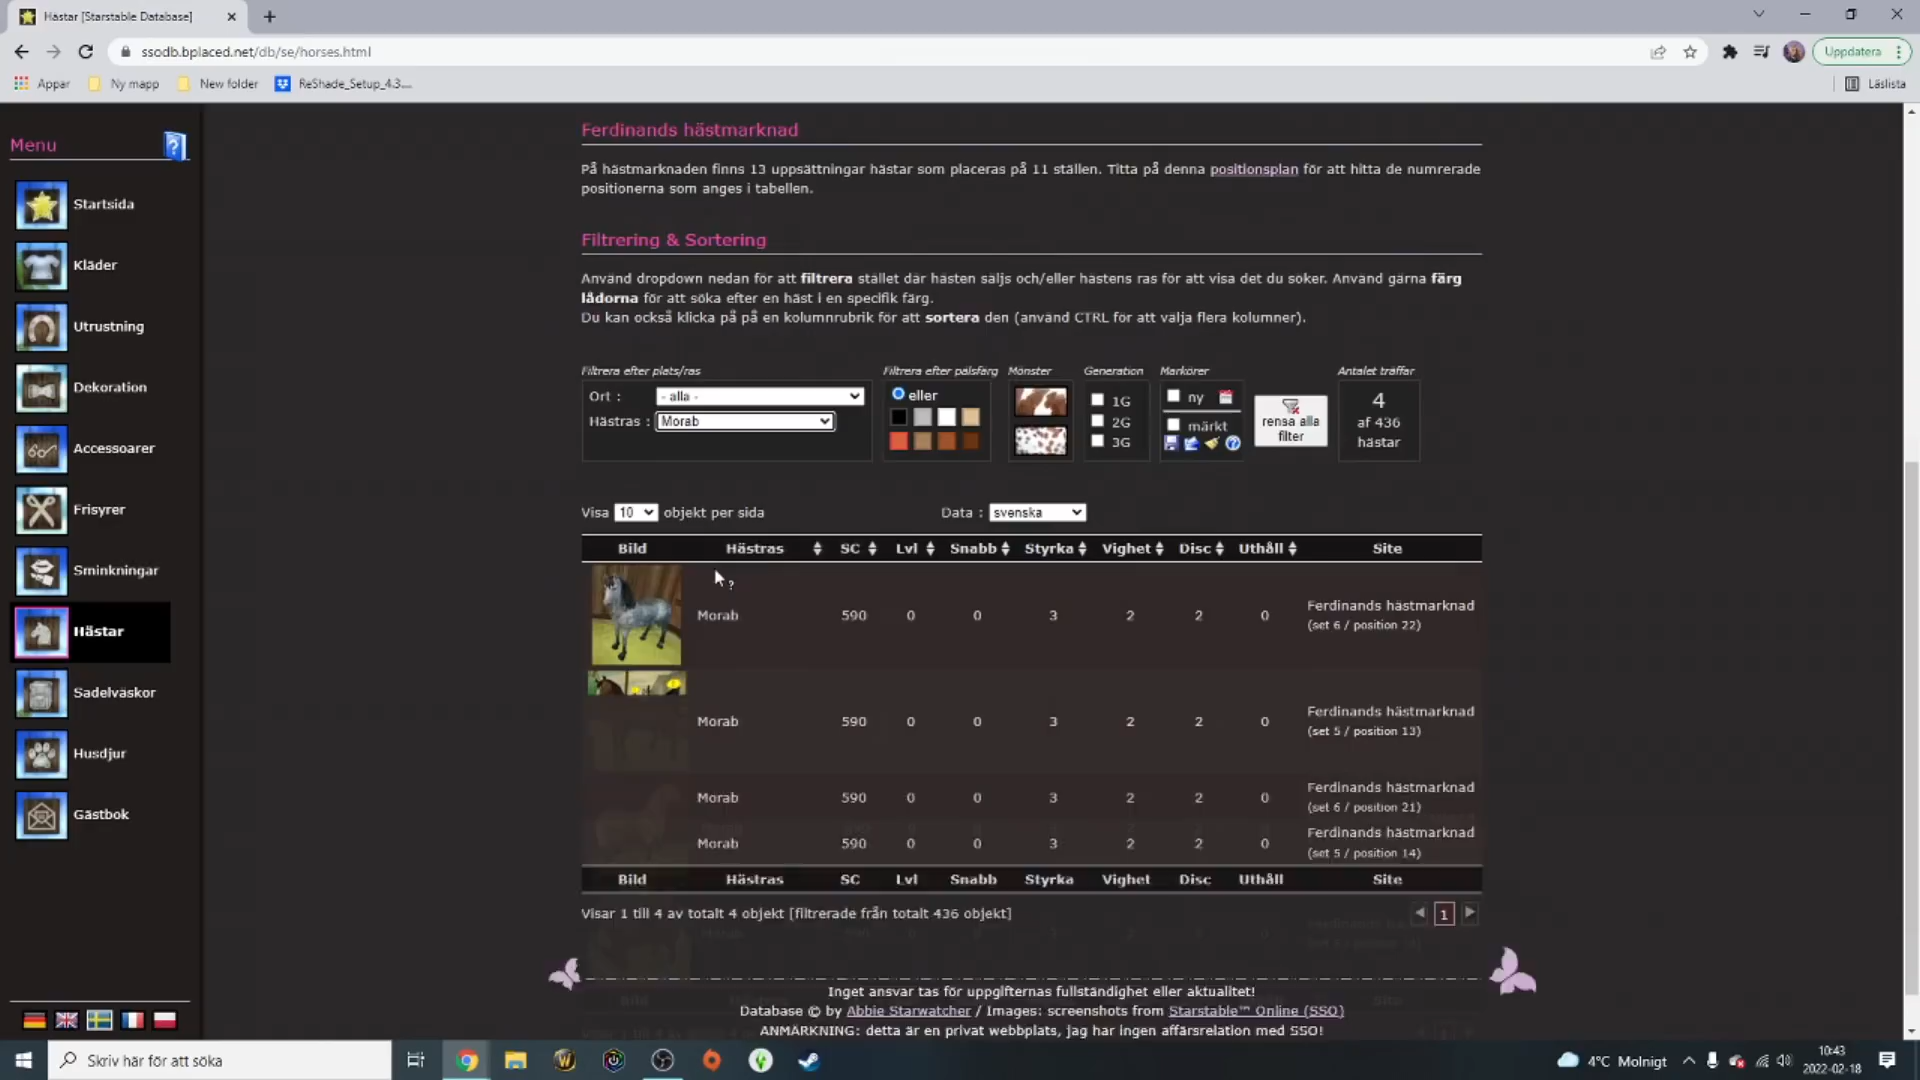 Hästar [Starstable Database]
ssodb.bplaced.net/db/se/horses.html
Uppdatera
Appar
Ny mapp
New folder
ReShade_Setup_4.3....
Läslista
Menu
Startsida
Kläder
Utrustning
Dekoration
Accessoarer
Frisyrer
Sminkningar
Hästar
Sadelväskor
Husdjur
Gästbok
Ferdinands hästmarknad
På hästmarknaden finns 13 uppsättningar hästar som placeras på 11 ställen. Titta på denna positionsplan för att hitta de numrerade
positionerna som anges i tabellen.
Filtrering & Sortering
Använd dropdown nedan för att filtrera stället där hästen säljs och/eller hästens ras för att visa det du söker. Använd gärna färg
lådorna för att söka efter en häst i en specifik färg.
Du kan också klicka på på en kolumnrubrik för att sortera den (använd CTRL för att välja flera kolumner).
Filtrera efter plats/ras
Ort : - alla -
Hästras : Morab
Filtrera efter pälsfärg
eller
Mönster
Generation
1G
2G
3G
Markörer
ny
märkt
rensa alla
filter
Antalet träffar
4
af 436
hästar
Visa 10 objekt per sida
Data : svenska
Bild Hästras SC Lvl Snabb Styrka Vighet Disc Uthåll Site
Morab 590 0 0 3 2 2 0 Ferdinands hästmarknad
(set 6 / position 22)
Morab 590 0 0 3 2 2 0 Ferdinands hästmarknad
(set 5 / position 13)
Morab 590 0 0 3 2 2 0 Ferdinands hästmarknad
(set 6 / position 21)
Morab 590 0 0 3 2 2 0 Ferdinands hästmarknad
(set 5 / position 14)
Bild Hästras SC Lvl Snabb Styrka Vighet Disc Uthåll Site
Visar 1 till 4 av totalt 4 objekt [filtrerade från totalt 436 objekt]
1
Inget ansvar tas för uppgifternas fullständighet eller aktualitet!
Database © by Abbie Starwatcher / Images: screenshots from Starstable™ Online (SSO)
ANMÄRKNING: detta är en privat webbplats, jag har ingen affärsrelation med SSO!
Skriv här för att söka
4°C Molnigt
10:43
2022-02-18